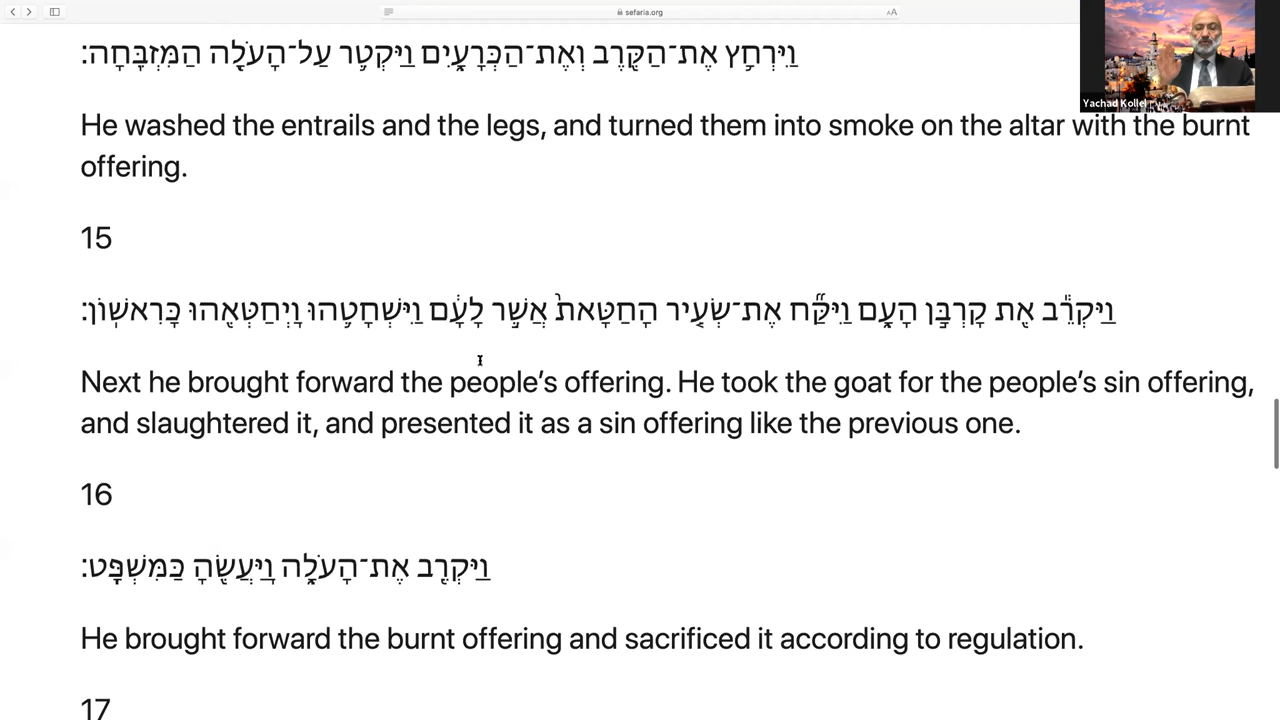 sefaria.org
AA
Yachad Kollel
וַיִּרְחַ֥ץ אֶת־הַקֶּ֖רֶב וְאֶת־הַכְּרָעָ֑יִם וַיַּקְטֵ֥ר עַל־הָעֹלָ֖ה הַמִּזְבֵּֽחָה׃
He washed the entrails and the legs, and turned them into smoke on the altar with the burnt
offering.
15
וַיַּקְרֵ֕ב אֵ֖ת קׇרְבַּ֣ן הָעָ֑ם וַיִּקַּ֞ח אֶת־שְׂעִ֤יר הַֽחַטָּאת֙ אֲשֶׁ֣ר לָעָ֔ם וַיִּשְׁחָטֵ֥הוּ וַֽיְחַטְּאֵ֖הוּ כָּרִאשֽׁוֹן׃
Next he brought forward the people’s offering. He took the goat for the people’s sin offering,
and slaughtered it, and presented it as a sin offering like the previous one.
16
וַיַּקְרֵ֖ב אֶת־הָעֹלָ֑ה וַֽיַּעֲשֶׂ֖הָ כַּמִּשְׁפָּֽט׃
He brought forward the burnt offering and sacrificed it according to regulation.
17